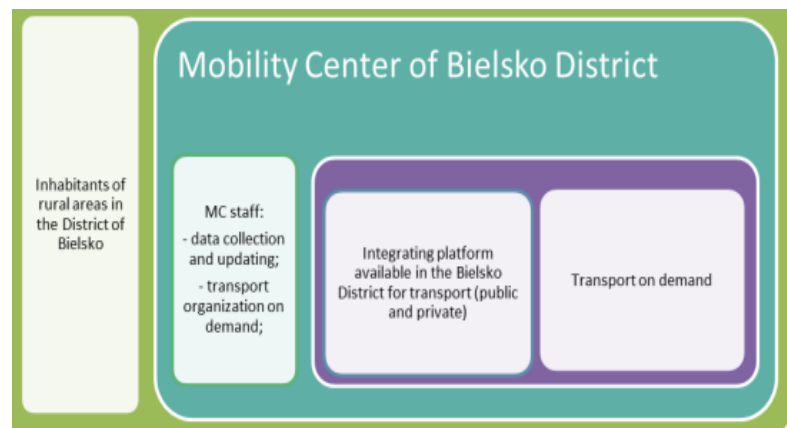 Mobility Center of Bielsko District
Inhabitants of
rural areas in
the District of
Bielsko
MC staff:
- data collection
and updating;
- transport
organization on
demand;
Integrating platform
available in the Bielsko
District for transport (public
and private)
Transport on demand